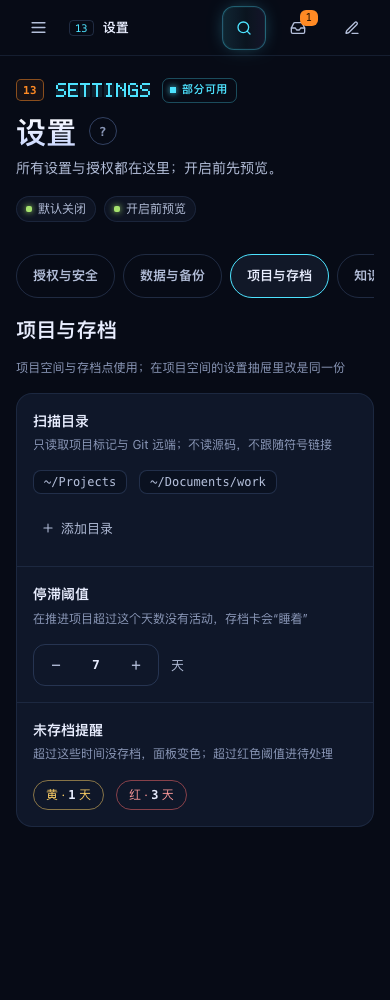 13 设置
1
13 SETTINGS 部分可用
设置 ?
所有设置与授权都在这里；开启前先预览。
默认关闭 开启前预览
授权与安全 数据与备份 项目与存档 知识
项目与存档
项目空间与存档点使用；在项目空间的设置抽屉里改是同一份
扫描目录
只读取项目标记与 Git 远端；不读源码，不跟随符号链接
~/Projects ~/Documents/work
+ 添加目录
停滞阈值
在推进项目超过这个天数没有活动，存档卡会“睡着”
− 7 + 天
未存档提醒
超过这些时间没存档，面板变色；超过红色阈值进待处理
黄 · 1 天 红 · 3 天